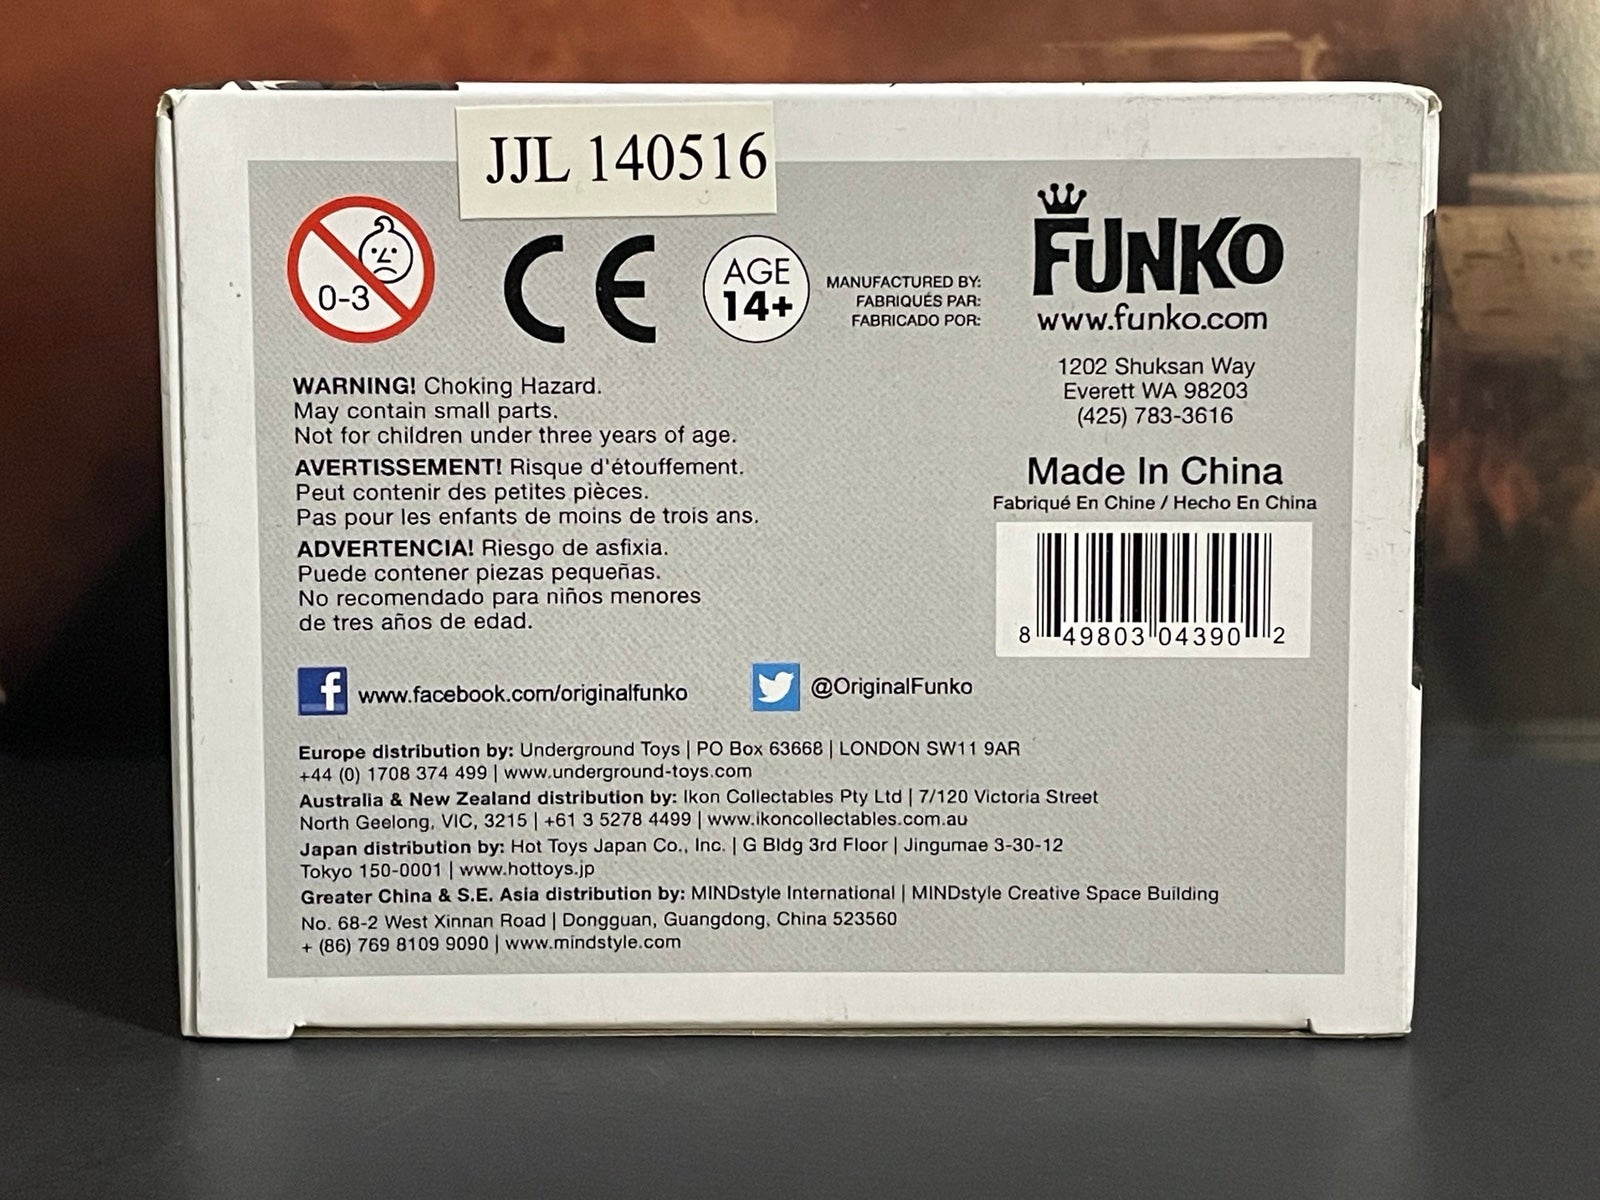 JJL 140516
0-3
CE
AGE
14+
MANUFACTURED BY:
FABRIQUÉS PAR:
FABRICADO POR:
FUNKO
www.funko.com
1202 Shuksan Way
Everett WA 98203
(425) 783-3616
WARNING! Choking Hazard.
May contain small parts.
Not for children under three years of age.
AVERTISSEMENT! Risque d'étouffement.
Peut contenir des petites pièces.
Pas pour les enfants de moins de trois ans.
ADVERTENCIA! Riesgo de asfixia.
Puede contener piezas pequeñas.
No recomendado para niños menores
de tres años de edad.
Made In China
Fabriqué En Chine / Hecho En China
8 49803 04390 2
f www.facebook.com/originalfunko
@OriginalFunko
Europe distribution by: Underground Toys | PO Box 63668 | LONDON SW11 9AR
+44 (0) 1708 374 499 | www.underground-toys.com
Australia & New Zealand distribution by: Ikon Collectables Pty Ltd | 7/120 Victoria Street
North Geelong, VIC, 3215 | +61 3 5278 4499 | www.ikoncollectables.com.au
Japan distribution by: Hot Toys Japan Co., Inc. | G Bldg 3rd Floor | Jingumae 3-30-12
Tokyo 150-0001 | www.hottoys.jp
Greater China & S.E. Asia distribution by: MINDstyle International | MINDstyle Creative Space Building
No. 68-2 West Xinnan Road | Dongguan, Guangdong, China 523560
+ (86) 769 8109 9090 | www.mindstyle.com